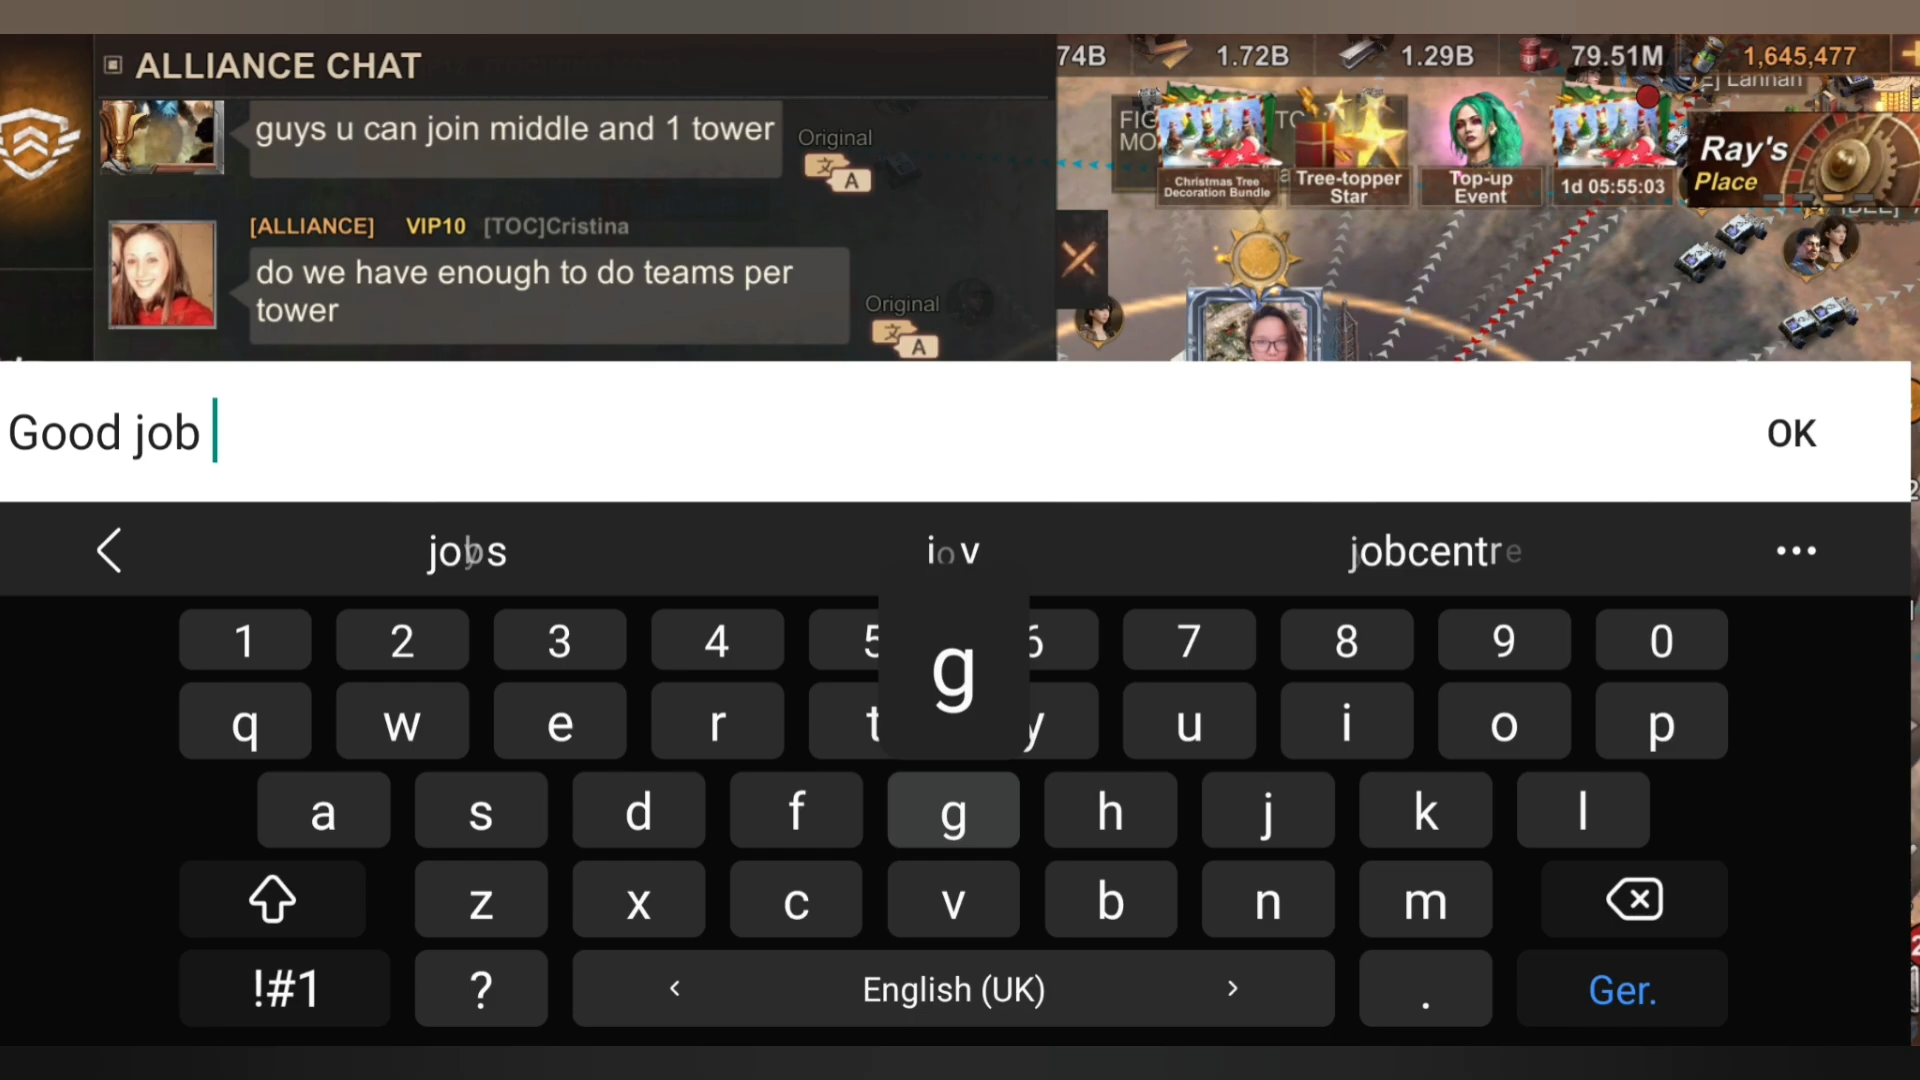 ALLIANCE CHAT
74B 1.72B 1.29B 79.51M 1,645,477
guys u can join middle and 1 tower
Original
A
Lannan
Ray's
Place
Christmas Tree
Decoration Bundle
Tree-topper
Star
Top-up
Event
1d 05:55:03
[ALLIANCE] VIP10 [TOC]Cristina
do we have enough to do teams per
tower
Original
A
Good job
OK
jobs jobcentre
1 2 3 4 5 6 7 8 9 0
g
q w e r t y u i o p
a s d f g h j k l
z x c v b n m
!#1 ? < English (UK) > . Ger.